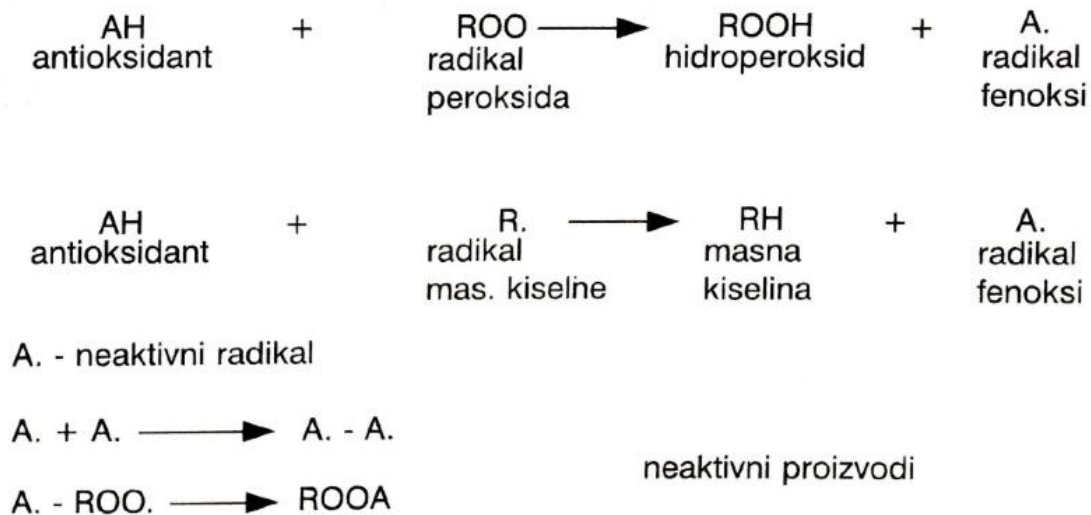 AH + ROO → ROOH + A.
antioksidant radikal hidroperoksid radikal
peroksida fenoksi
AH + R. → RH + A.
antioksidant radikal masna radikal
mas. kiselne kiselina fenoksi
A. - neaktivni radikal
A. + A. → A. - A.
neaktivni proizvodi
A. - ROO. → ROOA